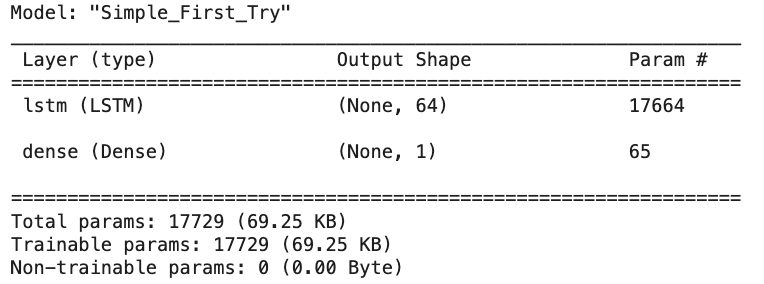 Model: "Simple_First_Try"
_________________________________________________________________
Layer (type) Output Shape Param #
=================================================================
lstm (LSTM) (None, 64) 17664
dense (Dense) (None, 1) 65
=================================================================
Total params: 17729 (69.25 KB)
Trainable params: 17729 (69.25 KB)
Non-trainable params: 0 (0.00 Byte)